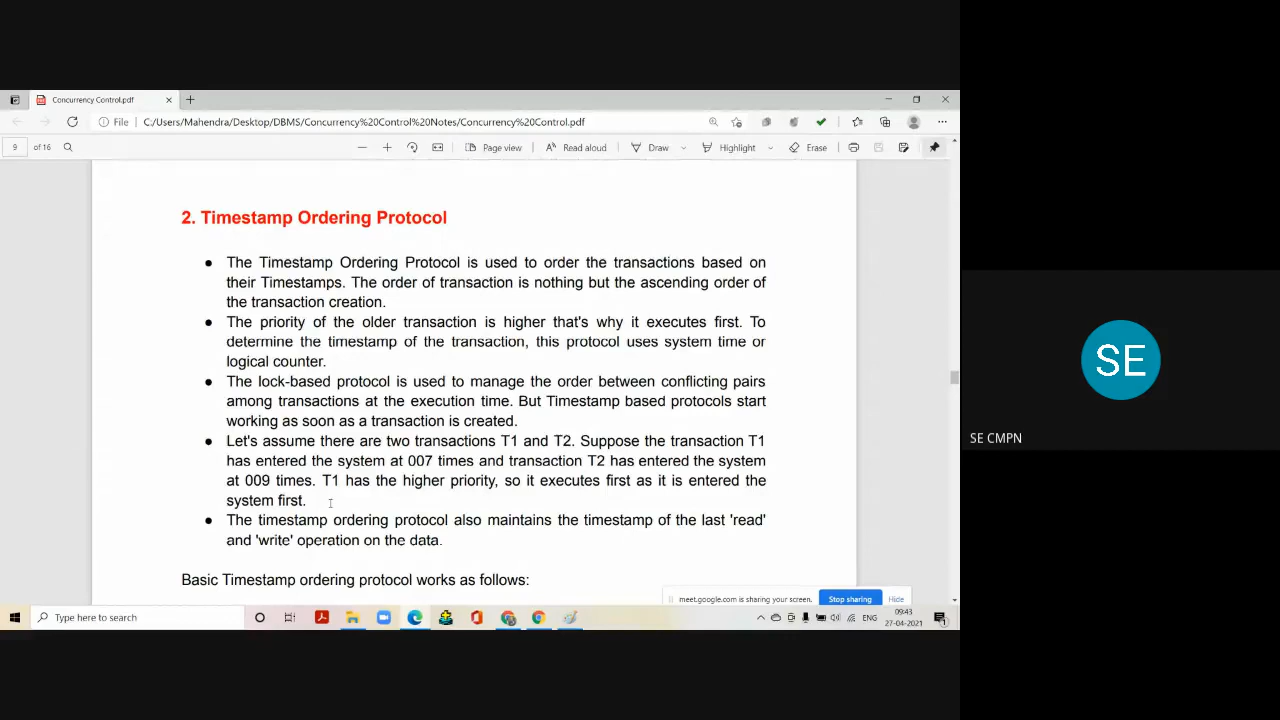 Concurrency Control.pdf
File
C:/Users/Mahendra/Desktop/DBMS/Concurrency%20Control%20Notes/Concurrency%20Control.pdf
9 of 16
Page view
Read aloud
Draw
Highlight
Erase
2. Timestamp Ordering Protocol
● The Timestamp Ordering Protocol is used to order the transactions based on
their Timestamps. The order of transaction is nothing but the ascending order of
the transaction creation.
● The priority of the older transaction is higher that's why it executes first. To
determine the timestamp of the transaction, this protocol uses system time or
logical counter.
● The lock-based protocol is used to manage the order between conflicting pairs
among transactions at the execution time. But Timestamp based protocols start
working as soon as a transaction is created.
● Let's assume there are two transactions T1 and T2. Suppose the transaction T1
has entered the system at 007 times and transaction T2 has entered the system
at 009 times. T1 has the higher priority, so it executes first as it is entered the
system first.
● The timestamp ordering protocol also maintains the timestamp of the last 'read'
and 'write' operation on the data.
Basic Timestamp ordering protocol works as follows:
meet.google.com is sharing your screen.
Stop sharing
Hide
Type here to search
ENG
09:43
27-04-2021
SE
SE CMPN